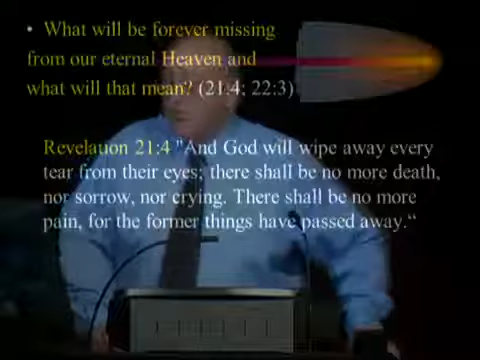 • What will be forever missing
from our eternal Heaven and
what will that mean? (21:4; 22:3)
Revelation 21:4 "And God will wipe away every
tear from their eyes; there shall be no more death,
nor sorrow, nor crying. There shall be no more
pain, for the former things have passed away.“